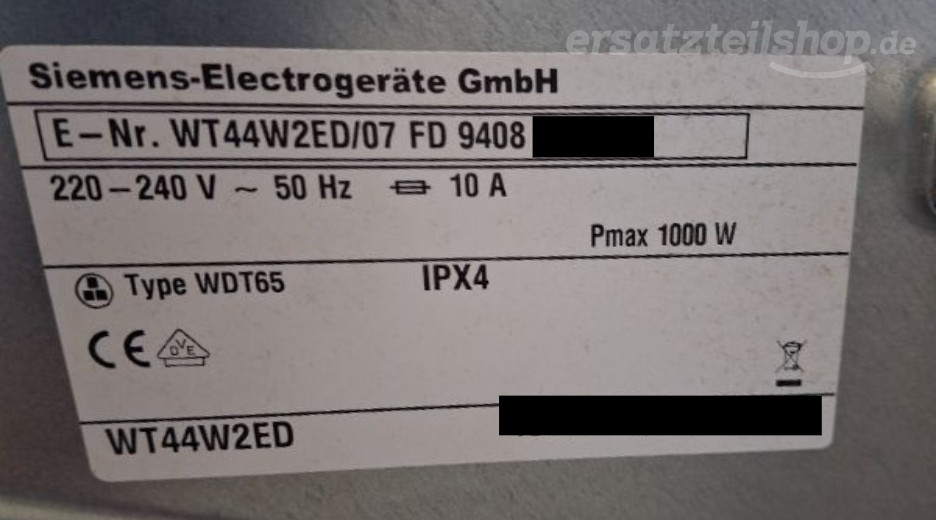 ersatzteilshop.de
Siemens-Electrogeräte GmbH
E-Nr. WT44W2ED/07 FD 9408
220-240 V ~ 50 Hz 10 A
Pmax 1000 W
Type WDT65 IPX4
CE DVE
WT44W2ED